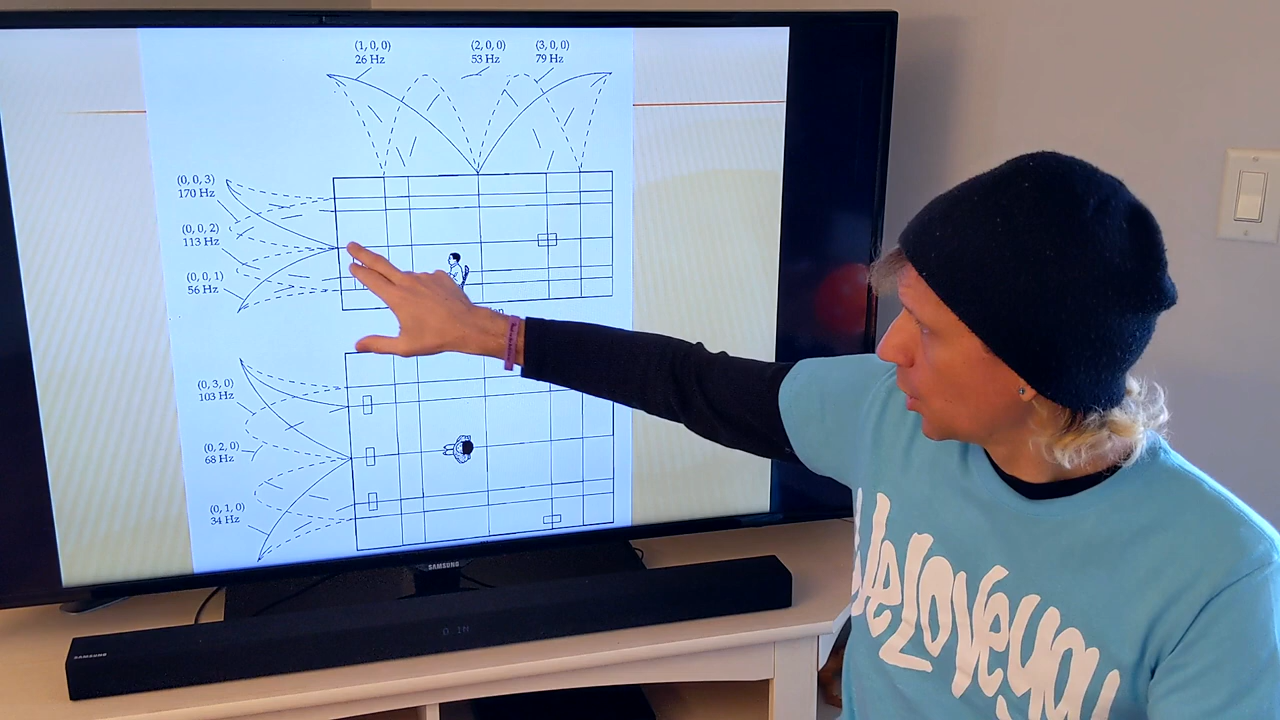 (1, 0, 0)
26 Hz
(2, 0, 0)
53 Hz
(3, 0, 0)
79 Hz
(0, 0, 3)
170 Hz
(0, 0, 2)
113 Hz
(0, 0, 1)
56 Hz
(0, 3, 0)
103 Hz
(0, 2, 0)
68 Hz
(0, 1, 0)
34 Hz
SAMSUNG
SAMSUNG
WeLoveyou